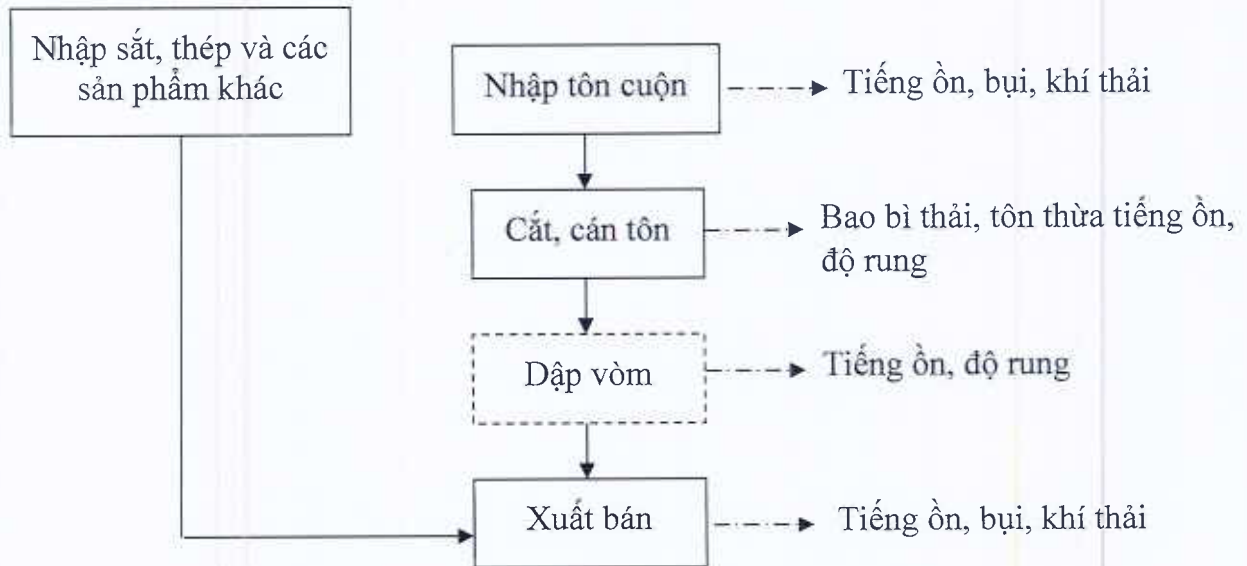 Nhập sắt, thép và các
sản phẩm khác
Nhập tôn cuộn
Tiếng ồn, bụi, khí thải
Cắt, cán tôn
Bao bì thải, tôn thừa tiếng ồn,
độ rung
Dập vòm
Tiếng ồn, độ rung
Xuất bán
Tiếng ồn, bụi, khí thải